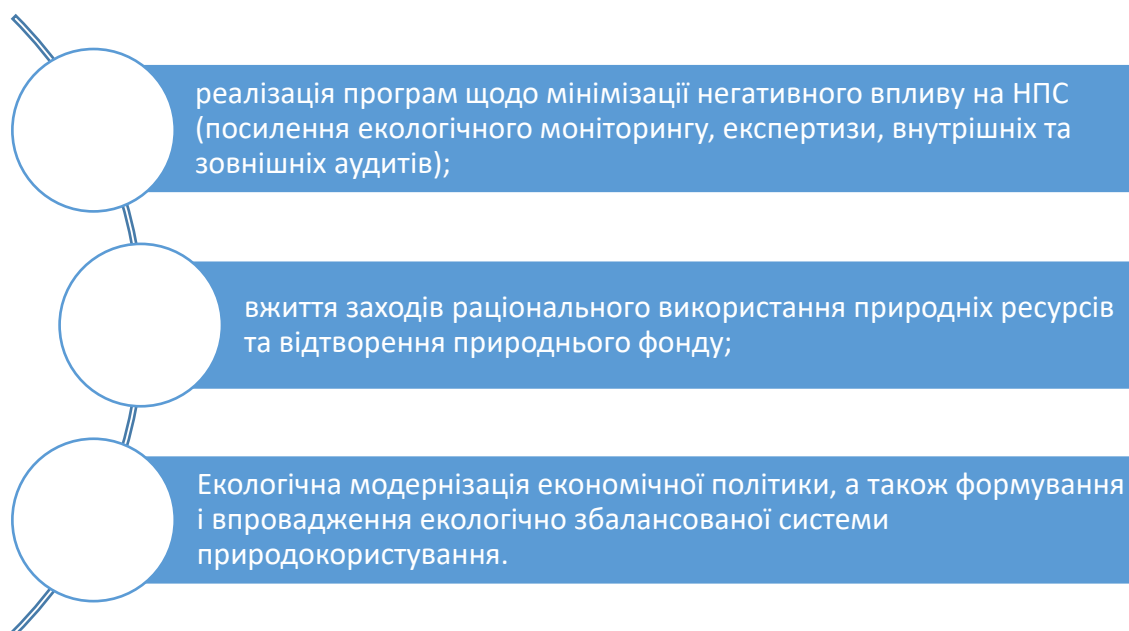 реалізація програм щодо мінімізації негативного впливу на НПС
(посилення екологічного моніторингу, експертизи, внутрішніх та
зовнішніх аудитів);
вжиття заходів раціонального використання природніх ресурсів
та відтворення природнього фонду;
Екологічна модернізація економічної політики, а також формування
і впровадження екологічно збалансованої системи
природокористування.